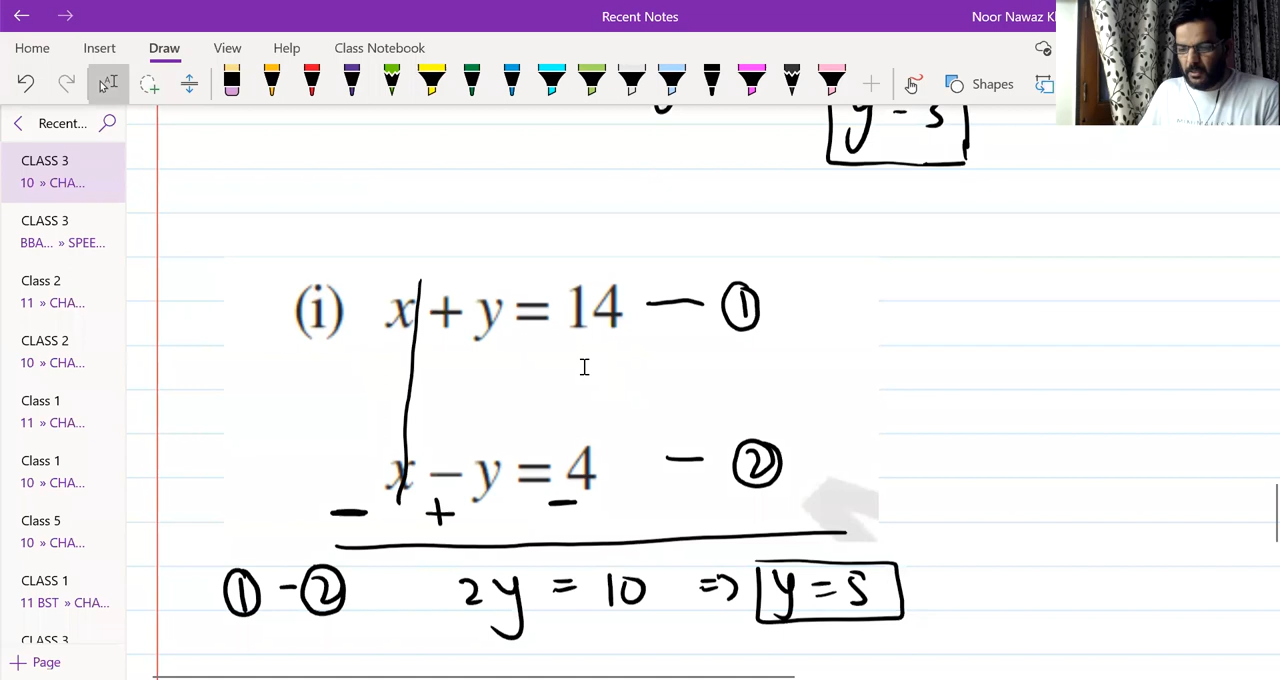 Recent Notes
Noor Nawaz
Home Insert Draw View Help Class Notebook
Shapes
Recent...
CLASS 3
10 » CHA...
CLASS 3
BBA... » SPEE...
Class 2
11 » CHA...
CLASS 2
10 » CHA...
Class 1
11 » CHA...
Class 1
10 » CHA...
Class 5
10 » CHA...
CLASS 1
11 BST » CHA...
CLASS 3
+ Page
y = 5
(i) x + y = 14 — ①
x − y = 4 — ②
− + −
① - ② 2y = 10 => y = 5